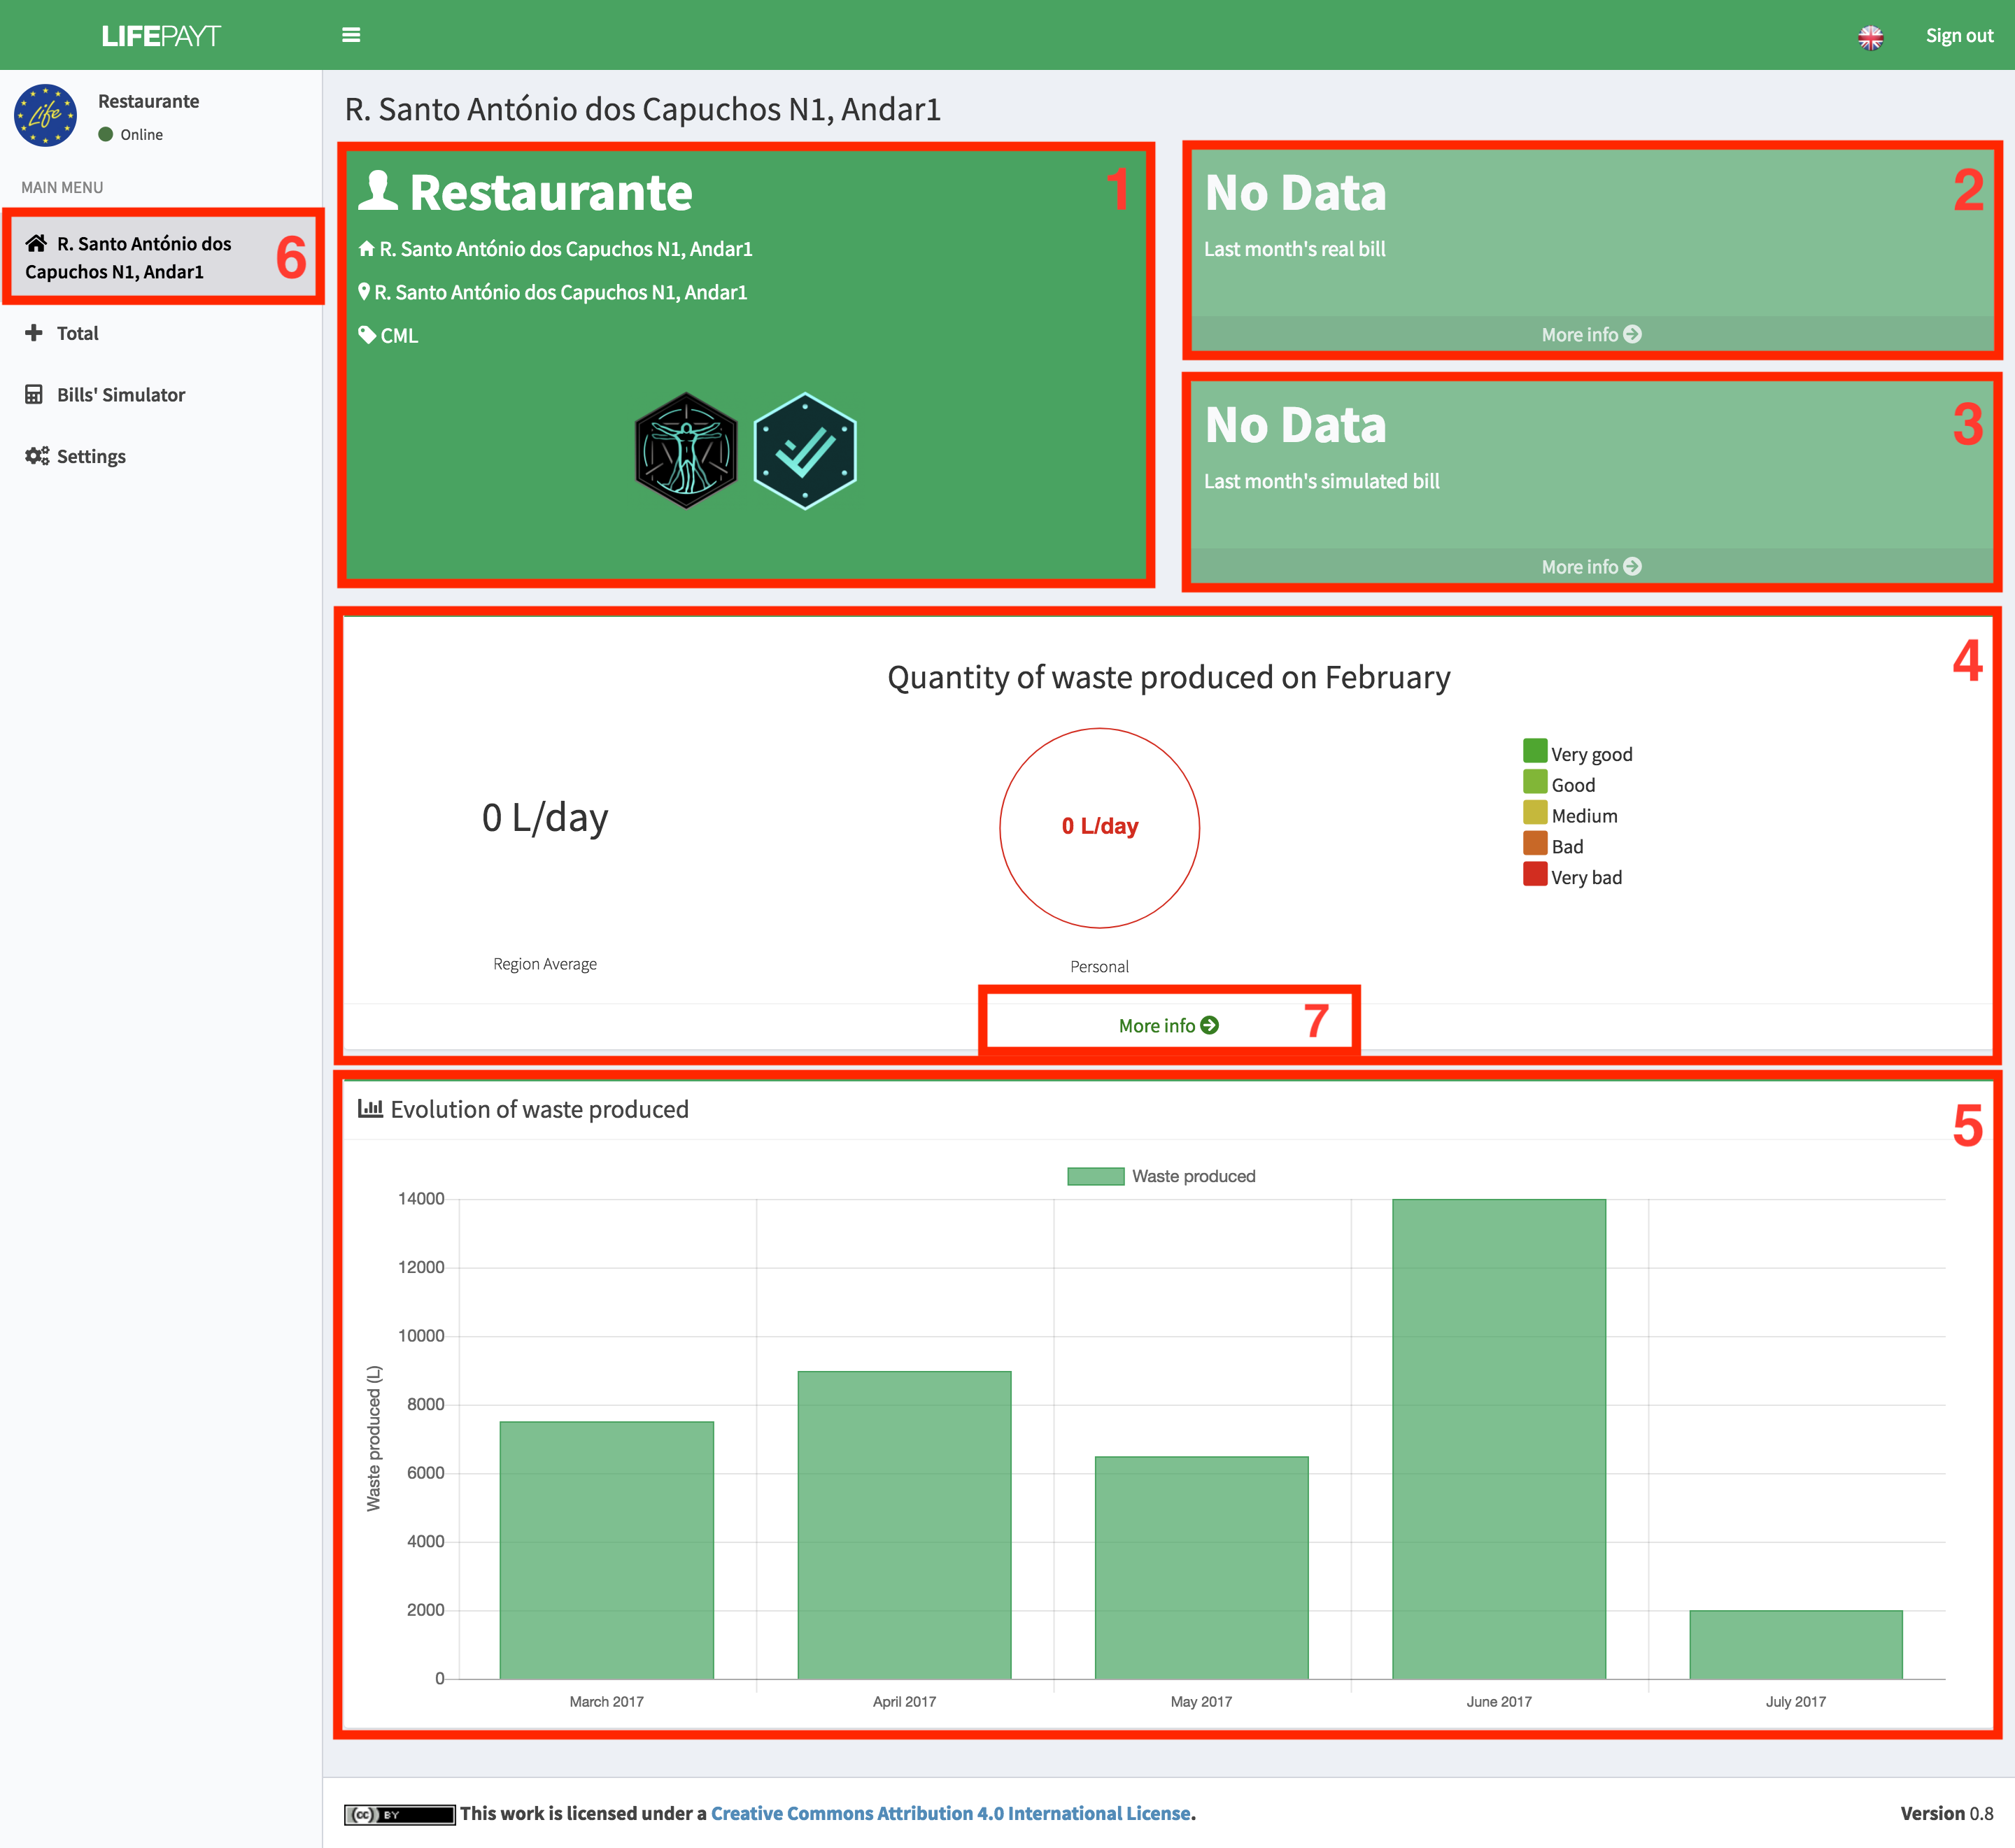 LIFEPAYT
Sign out
Restaurante
Online
MAIN MENU
R. Santo António dos
Capuchos N1, Andar1
6
Total
Bills' Simulator
Settings
R. Santo António dos Capuchos N1, Andar1
Restaurante
1
R. Santo António dos Capuchos N1, Andar1
R. Santo António dos Capuchos N1, Andar1
CML
No Data
2
Last month's real bill
More info
No Data
3
Last month's simulated bill
More info
4
Quantity of waste produced on February
0 L/day
0 L/day
Very good
Good
Medium
Bad
Very bad
Region Average
Personal
More info
7
Evolution of waste produced
5
Waste produced
Waste produced (L)
14000
12000
10000
8000
6000
4000
2000
0
March 2017
April 2017
May 2017
June 2017
July 2017
Life
cc BY
This work is licensed under a Creative Commons Attribution 4.0 International License.
Version 0.8